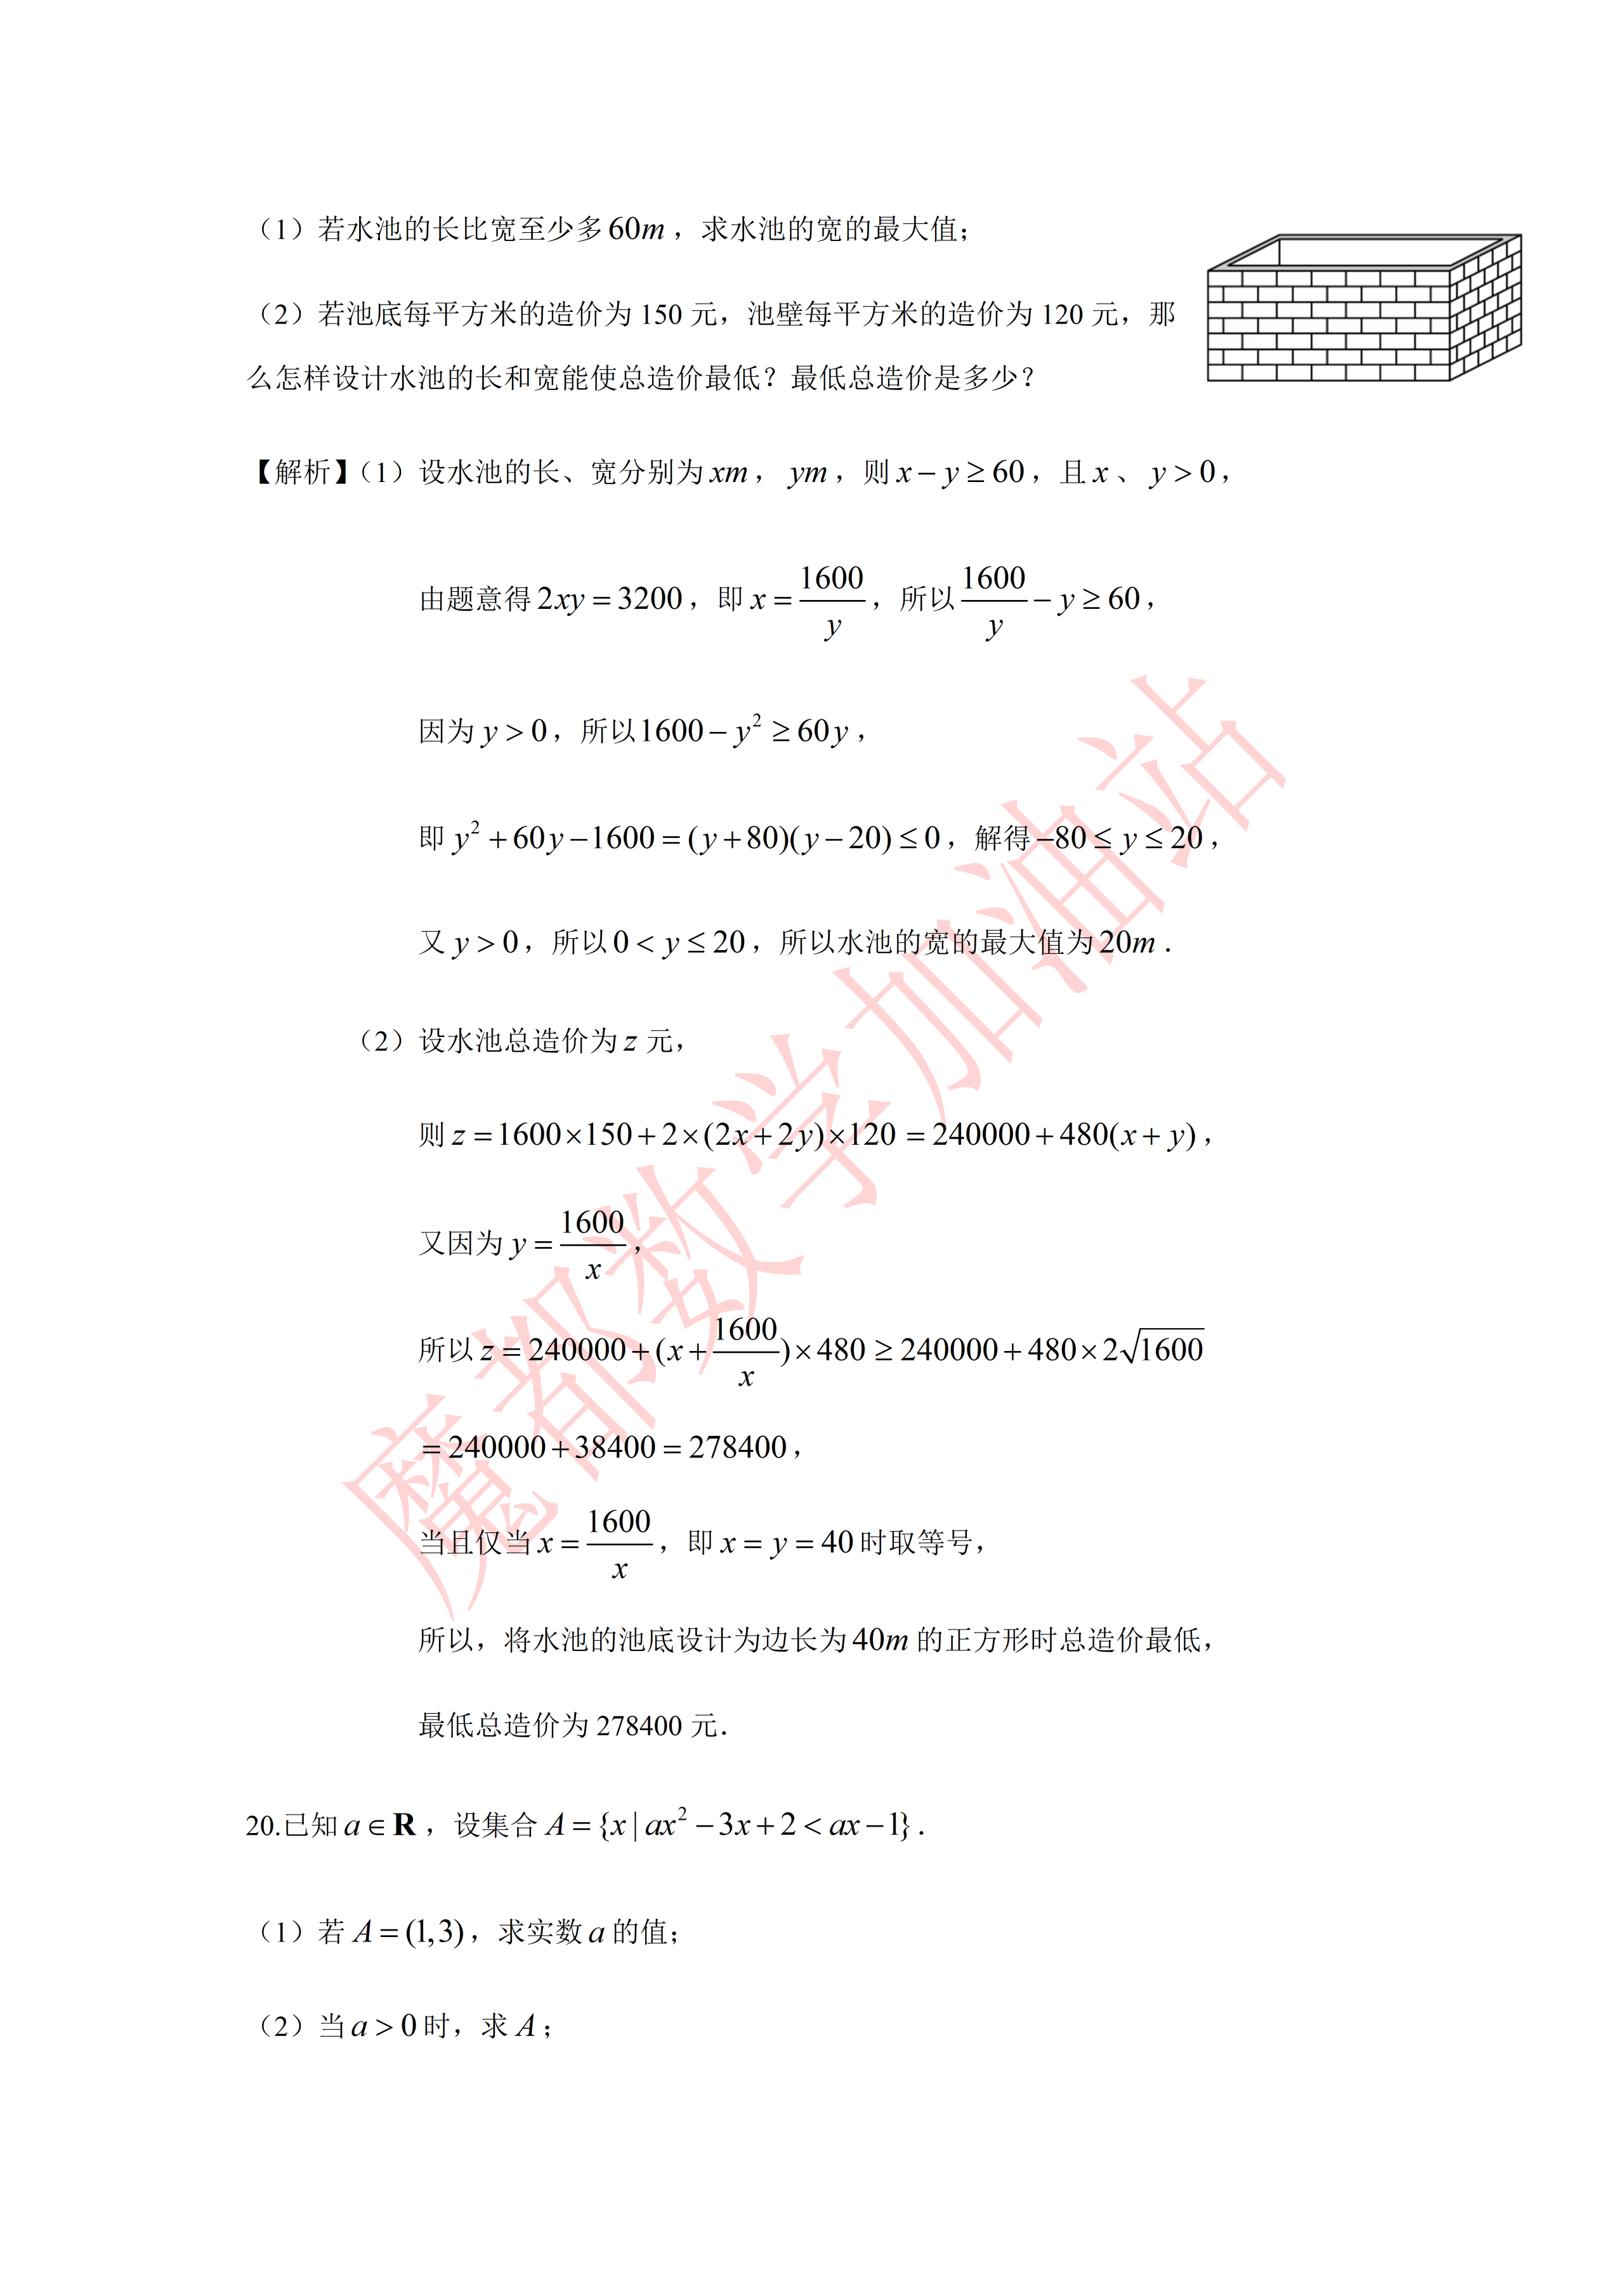 （1）若水池的长比宽至少多60m，求水池的宽的最大值；
（2）若池底每平方米的造价为 150 元，池壁每平方米的造价为 120 元，那
么怎样设计水池的长和宽能使总造价最低？最低总造价是多少？
【解析】（1）设水池的长、宽分别为xm，ym，则x−y≥60，且x、y>0，
由题意得2xy=3200，即x=1600/y，所以1600/y−y≥60，
因为y>0，所以1600−y²≥60y，
即y²+60y−1600=(y+80)(y−20)≤0，解得−80≤y≤20，
又y>0，所以0<y≤20，所以水池的宽的最大值为20m．
（2）设水池总造价为z元，
则z=1600×150+2×(2x+2y)×120=240000+480(x+y)，
又因为y=1600/x，
所以z=240000+(x+1600/x)×480≥240000+480×2√1600
=240000+38400=278400，
当且仅当x=1600/x，即x=y=40时取等号，
所以，将水池的池底设计为边长为40m的正方形时总造价最低，
最低总造价为 278400 元．
20.已知a∈R，设集合A={x|ax²−3x+2<ax−1}．
（1）若A=(1,3)，求实数a的值；
（2）当a>0时，求A；
魔都数学加油站